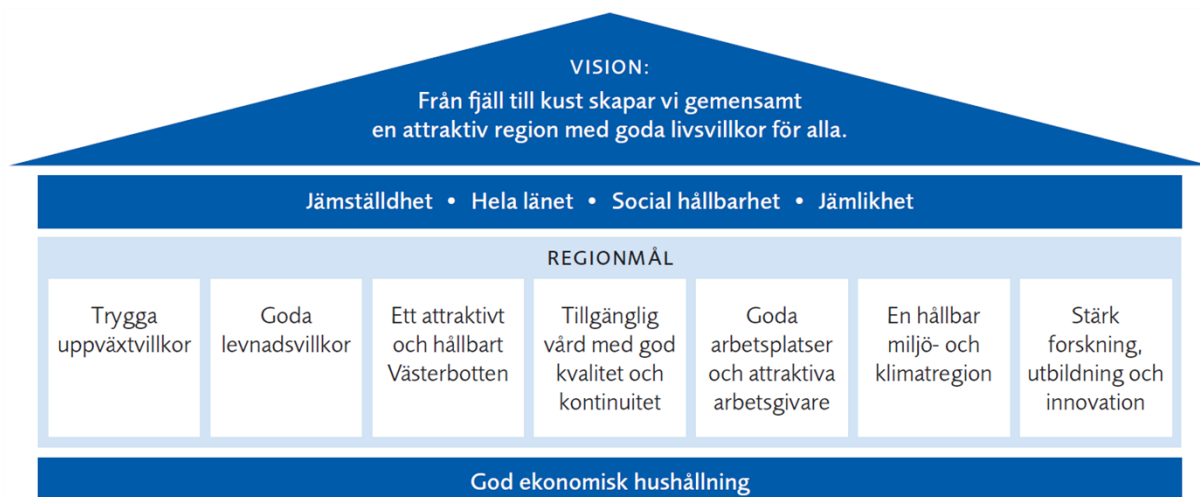 VISION:
Från fjäll till kust skapar vi gemensamt
en attraktiv region med goda livsvillkor för alla.
Jämställdhet • Hela länet • Social hållbarhet • Jämlikhet
REGIONMÅL
Trygga
uppväxtvillkor
Goda
levnadsvillkor
Ett attraktivt
och hållbart
Västerbotten
Tillgänglig
vård med god
kvalitet och
kontinuitet
Goda
arbetsplatser
och attraktiva
arbetsgivare
En hållbar
miljö- och
klimatregion
Stärk
forskning,
utbildning och
innovation
God ekonomisk hushållning